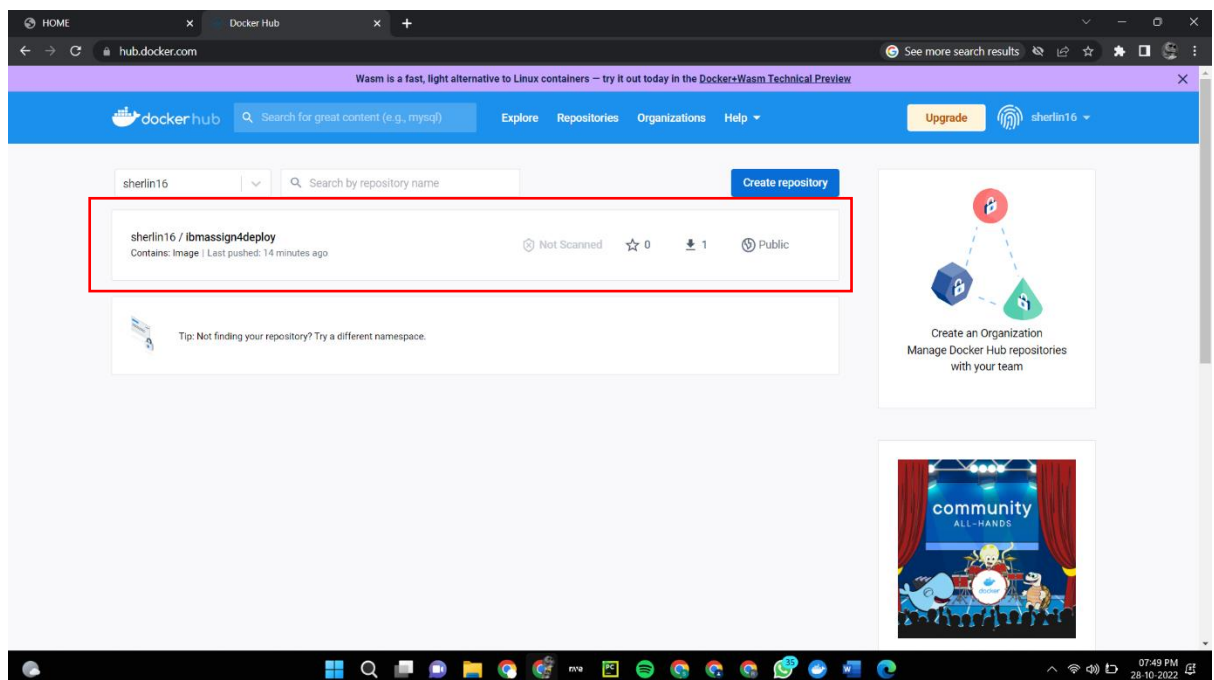 HOME
Docker Hub
hub.docker.com
See more search results
Wasm is a fast, light alternative to Linux containers — try it out today in the Docker+Wasm Technical Preview
dockerhub
Search for great content (e.g., mysql)
Explore
Repositories
Organizations
Help
Upgrade
sherlin16
sherlin16
Search by repository name
Create repository
sherlin16 / ibmassign4deploy
Contains: Image | Last pushed: 14 minutes ago
Not Scanned
0
1
Public
Tip: Not finding your repository? Try a different namespace.
Create an Organization
Manage Docker Hub repositories
with your team
community
ALL-HANDS
docker
35
07:49 PM
28-10-2022